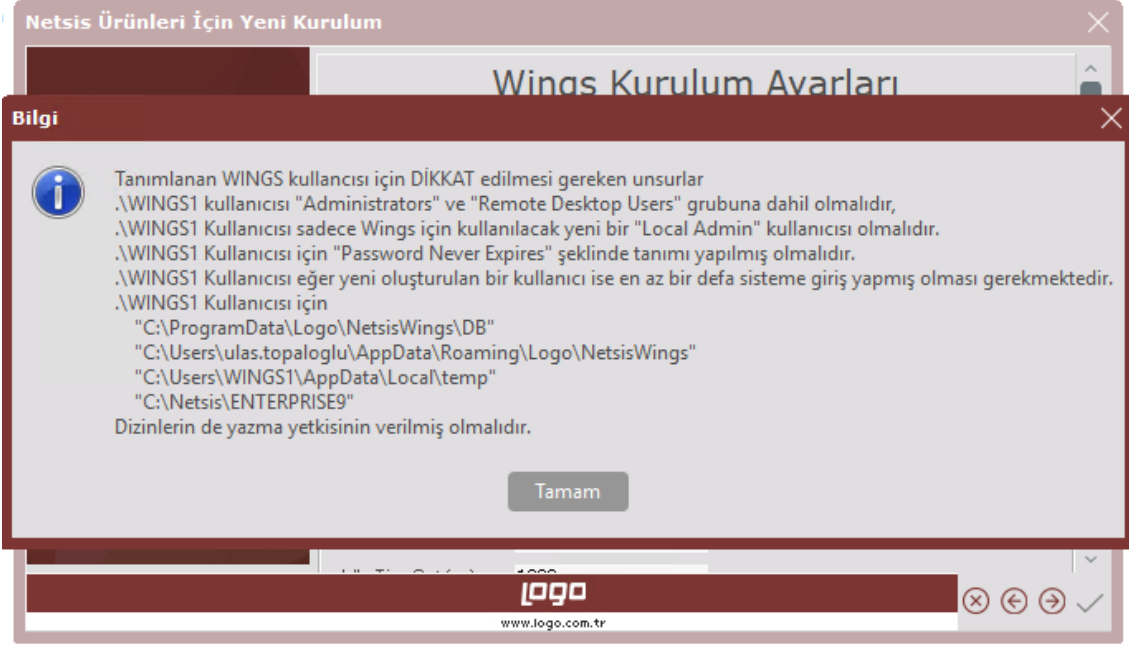 Netsis Ürünleri İçin Yeni Kurulum
Wings Kurulum Ayarları
Bilgi
Tanımlanan WINGS kullancısı için DİKKAT edilmesi gereken unsurlar
.\WINGS1 kullanıcısı "Administrators" ve "Remote Desktop Users" grubuna dahil olmalıdır,
.\WINGS1 Kullanıcısı sadece Wings için kullanılacak yeni bir "Local Admin" kullanıcısı olmalıdır.
.\WINGS1 Kullanıcısı için "Password Never Expires" şeklinde tanımı yapılmış olmalıdır.
.\WINGS1 Kullanıcısı eğer yeni oluşturulan bir kullanıcı ise en az bir defa sisteme giriş yapmış olması gerekmektedir.
.\WINGS1 Kullanıcısı için
"C:\ProgramData\Logo\NetsisWings\DB"
"C:\Users\ulas.topaloglu\AppData\Roaming\Logo\NetsisWings"
"C:\Users\WINGS1\AppData\Local\temp"
"C:\Netsis\ENTERPRISE9"
Dizinlerin de yazma yetkisinin verilmiş olmalıdır.
Tamam
LOGO
www.logo.com.tr